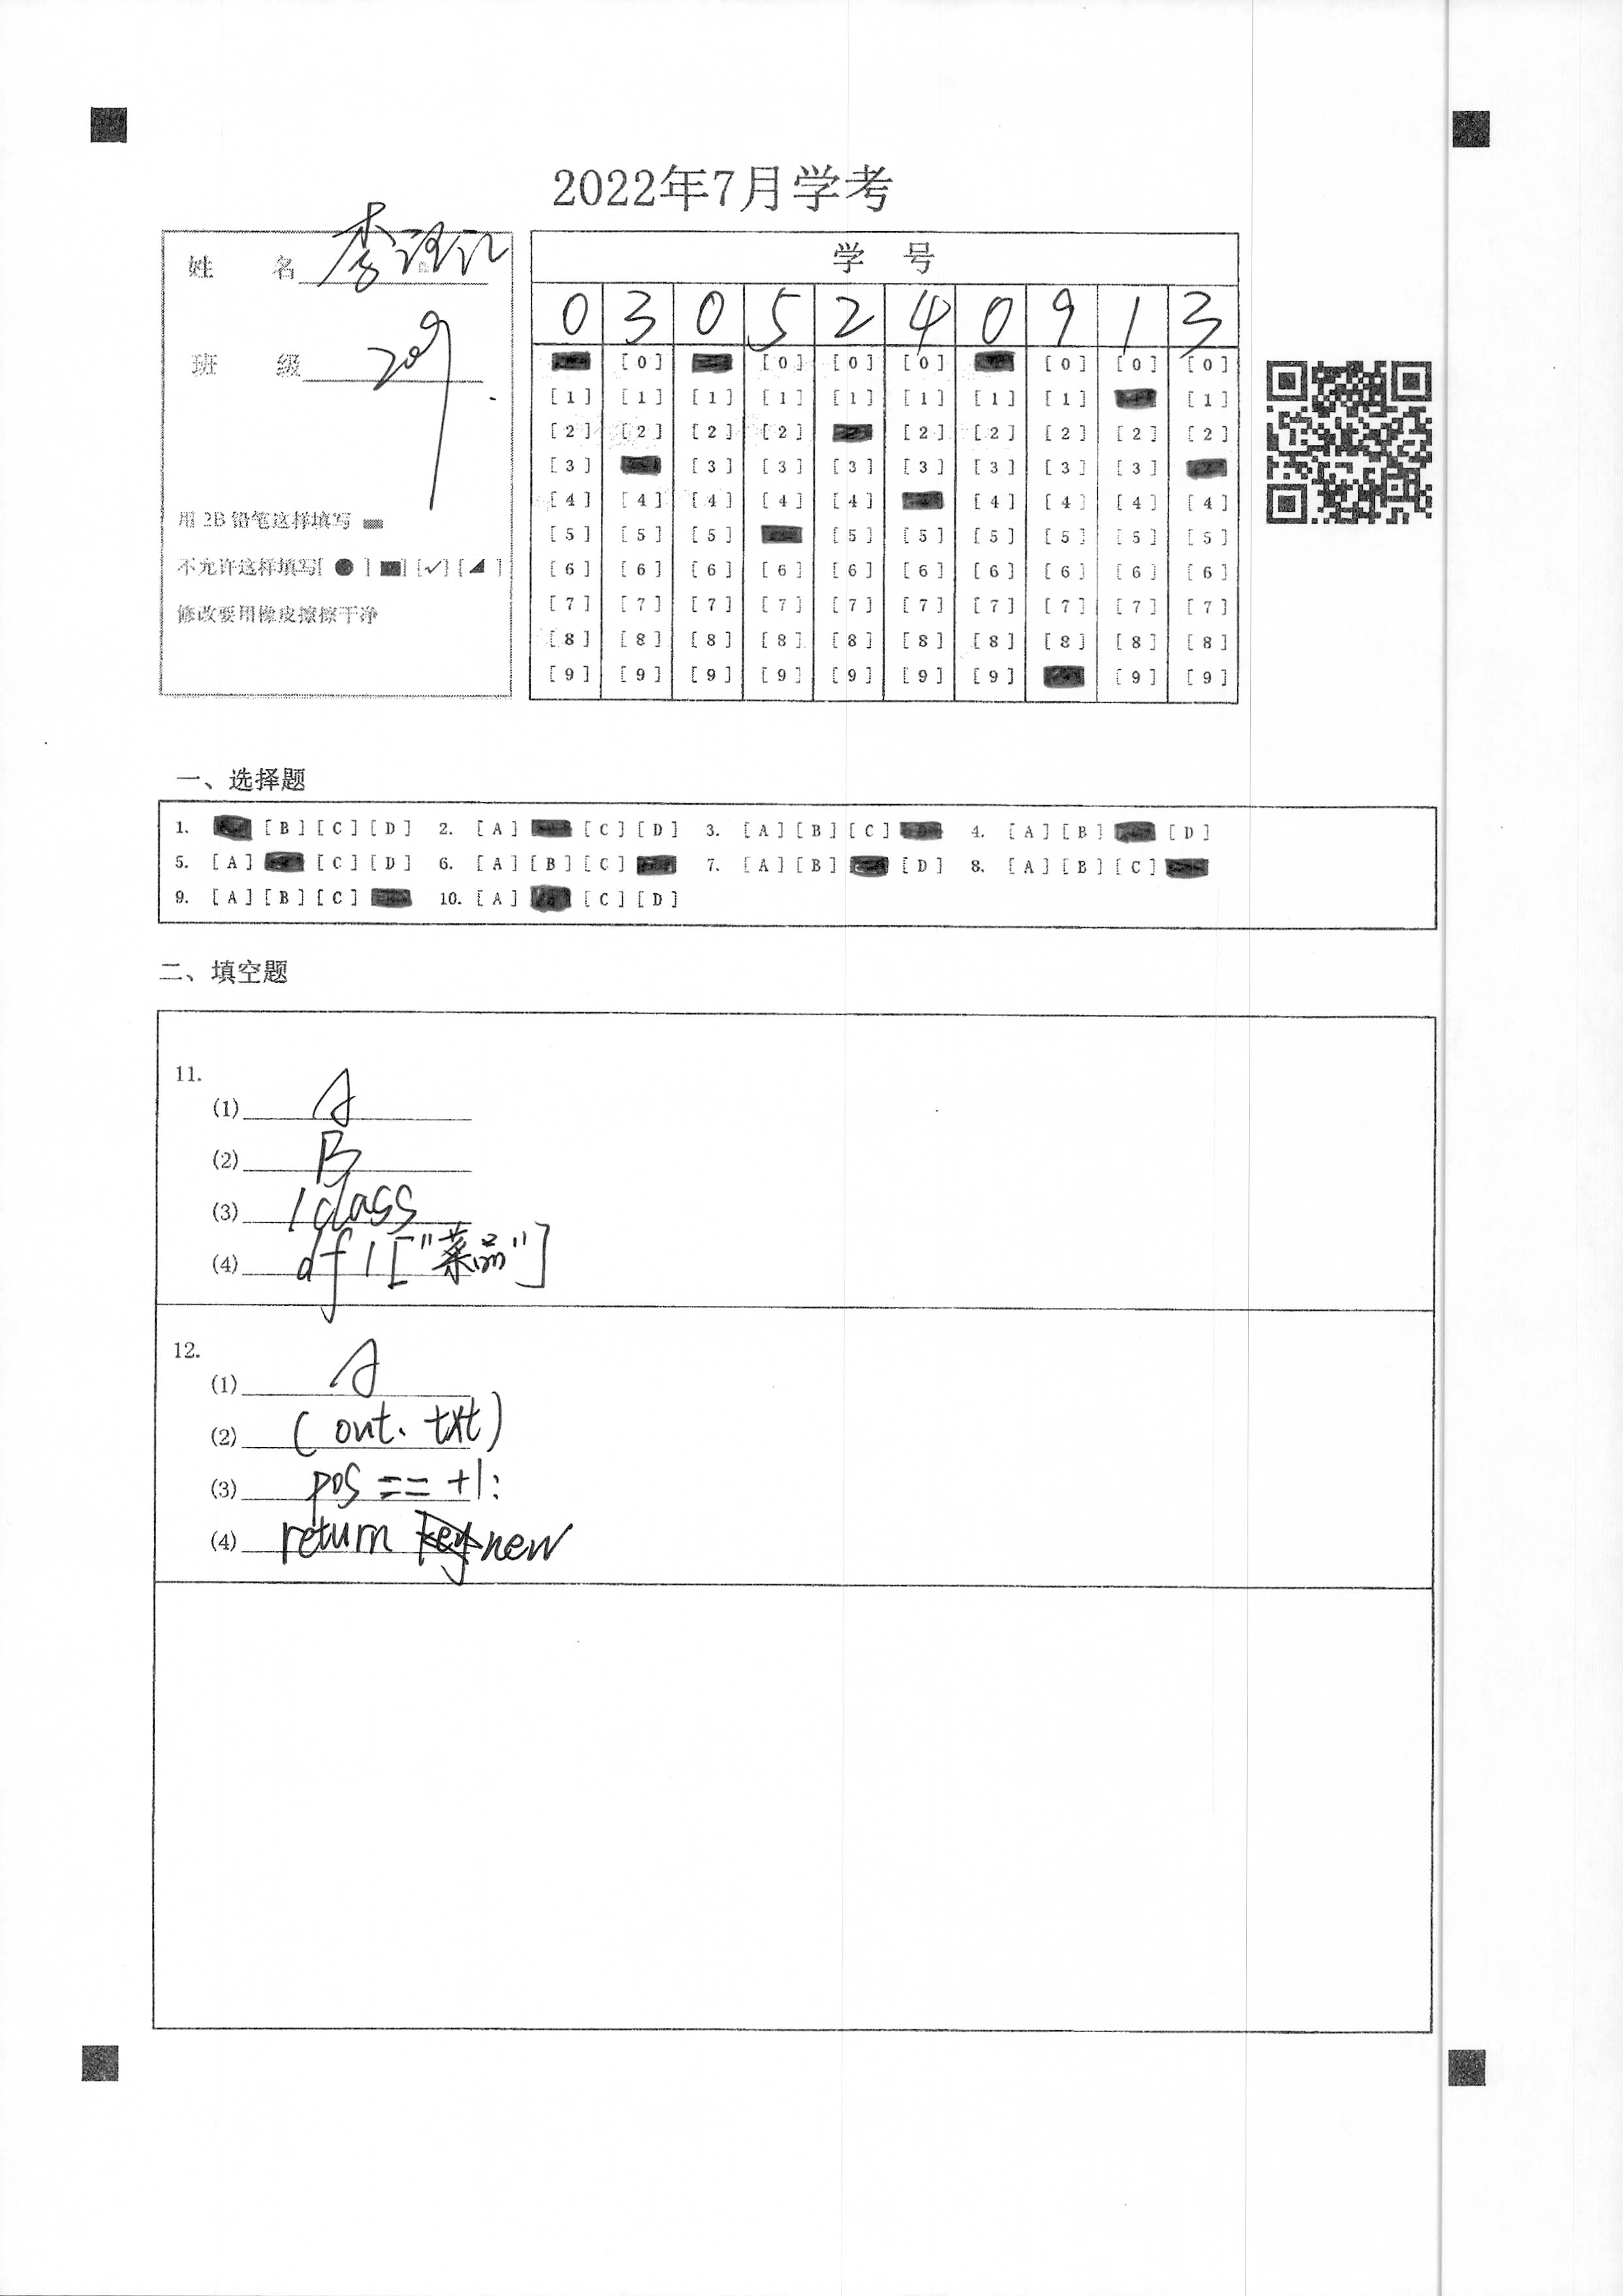 2022年7月学考
姓 名 李
班 级 209
用 2B 铅笔这样填写
不允许这样填写[ ● ] [■] [✓] [◢ ]
修改要用橡皮擦擦干净
学 号
0 3 0 5 2 4 0 9 1 3
[0] [0] [0] [0] [0] [0] [0]
[1] [1] [1] [1] [1] [1] [1] [1] [1]
[2] [2] [2] [2] [2] [2] [2] [2] [2]
[3] [3] [3] [3] [3] [3] [3] [3]
[4] [4] [4] [4] [4] [4] [4] [4] [4]
[5] [5] [5] [5] [5] [5] [5] [5] [5]
[6] [6] [6] [6] [6] [6] [6] [6] [6] [6]
[7] [7] [7] [7] [7] [7] [7] [7] [7] [7]
[8] [8] [8] [8] [8] [8] [8] [8] [8] [8]
[9] [9] [9] [9] [9] [9] [9] [9] [9]
一、选择题
1. [B] [C] [D] 2. [A] [C] [D] 3. [A] [B] [C] 4. [A] [B] [D]
5. [A] [C] [D] 6. [A] [B] [C] 7. [A] [B] [D] 8. [A] [B] [C]
9. [A] [B] [C] 10. [A] [C] [D]
二、填空题
11.
(1) A
(2) B
(3) 1class
(4) df1["菜品"]
12.
(1) A
(2) (out.txt)
(3) pos == +1:
(4) return new